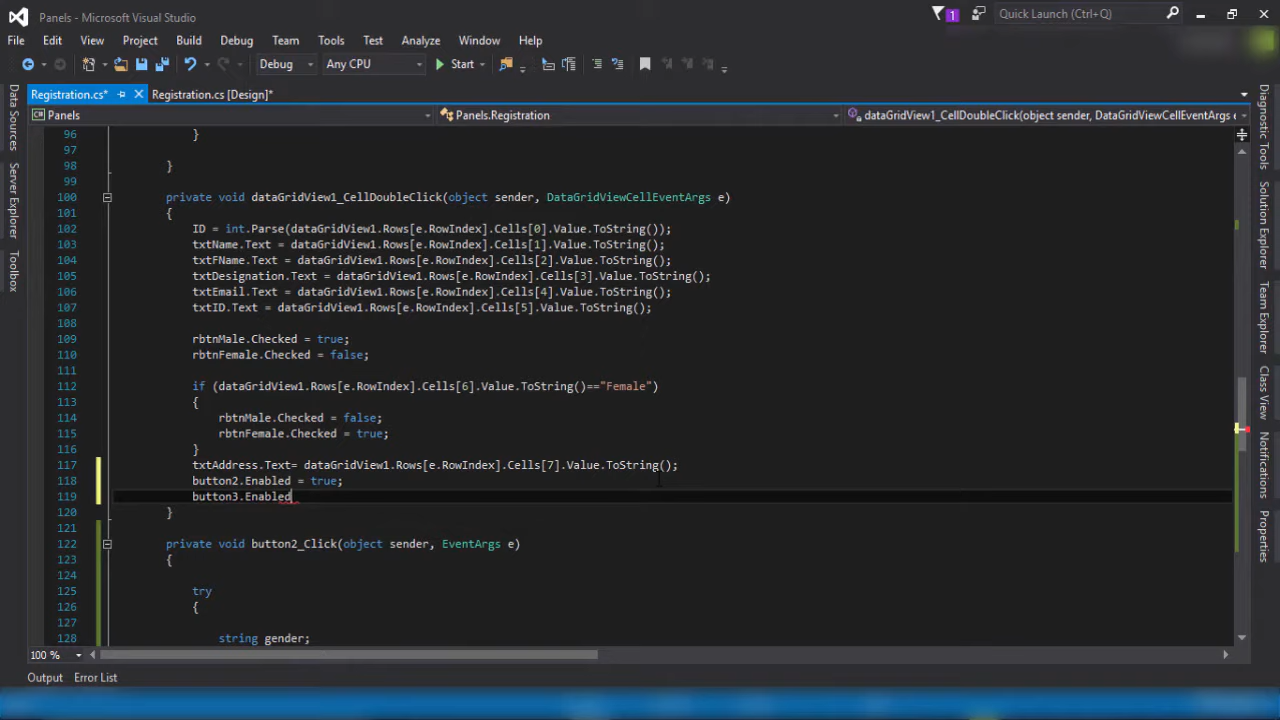 Panels - Microsoft Visual Studio
1
Quick Launch (Ctrl+Q)
File Edit View Project Build Debug Team Tools Test Analyze Window Help
Debug Any CPU Start
Registration.cs* Registration.cs [Design]*
Panels Panels.Registration dataGridView1_CellDoubleClick(object sender, DataGridViewCellEventArgs e
Data Sources
Server Explorer
Toolbox
96 }
97
98 }
99
100 private void dataGridView1_CellDoubleClick(object sender, DataGridViewCellEventArgs e)
101 {
102 ID = int.Parse(dataGridView1.Rows[e.RowIndex].Cells[0].Value.ToString());
103 txtName.Text = dataGridView1.Rows[e.RowIndex].Cells[1].Value.ToString();
104 txtFName.Text = dataGridView1.Rows[e.RowIndex].Cells[2].Value.ToString();
105 txtDesignation.Text = dataGridView1.Rows[e.RowIndex].Cells[3].Value.ToString();
106 txtEmail.Text = dataGridView1.Rows[e.RowIndex].Cells[4].Value.ToString();
107 txtID.Text = dataGridView1.Rows[e.RowIndex].Cells[5].Value.ToString();
108
109 rbtnMale.Checked = true;
110 rbtnFemale.Checked = false;
111
112 if (dataGridView1.Rows[e.RowIndex].Cells[6].Value.ToString()=="Female")
113 {
114 rbtnMale.Checked = false;
115 rbtnFemale.Checked = true;
116 }
117 txtAddress.Text= dataGridView1.Rows[e.RowIndex].Cells[7].Value.ToString();
118 button2.Enabled = true;
119 button3.Enabled
120 }
121
122 private void button2_Click(object sender, EventArgs e)
123 {
124
125 try
126 {
127
128 string gender;
Diagnostic Tools
Solution Explorer
Team Explorer
Class View
Notifications
Properties
100 %
Output Error List